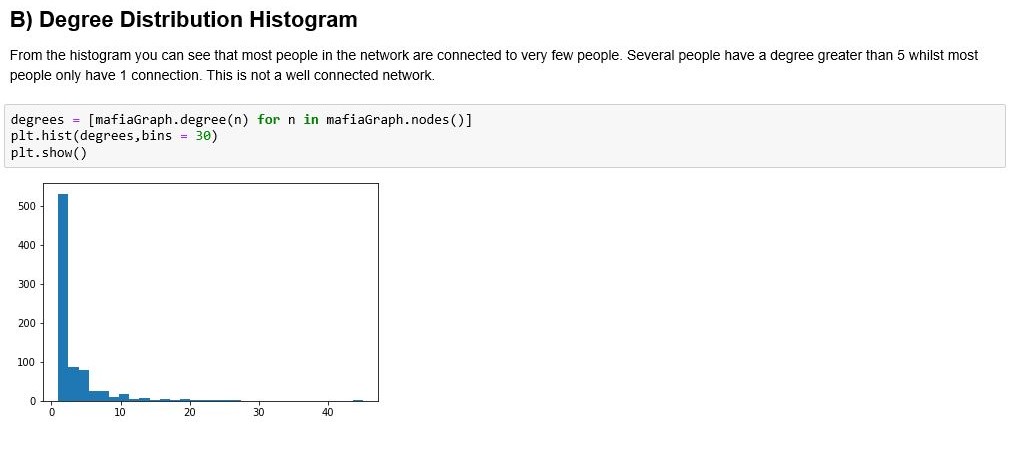 B) Degree Distribution Histogram
From the histogram you can see that most people in the network are connected to very few people. Several people have a degree greater than 5 whilst most
people only have 1 connection. This is not a well connected network.
degrees = [mafiaGraph.degree(n) for n in mafiaGraph.nodes()]
plt.hist(degrees,bins = 30)
plt.show()
500
400
300
200
100
0
0 10 20 30 40